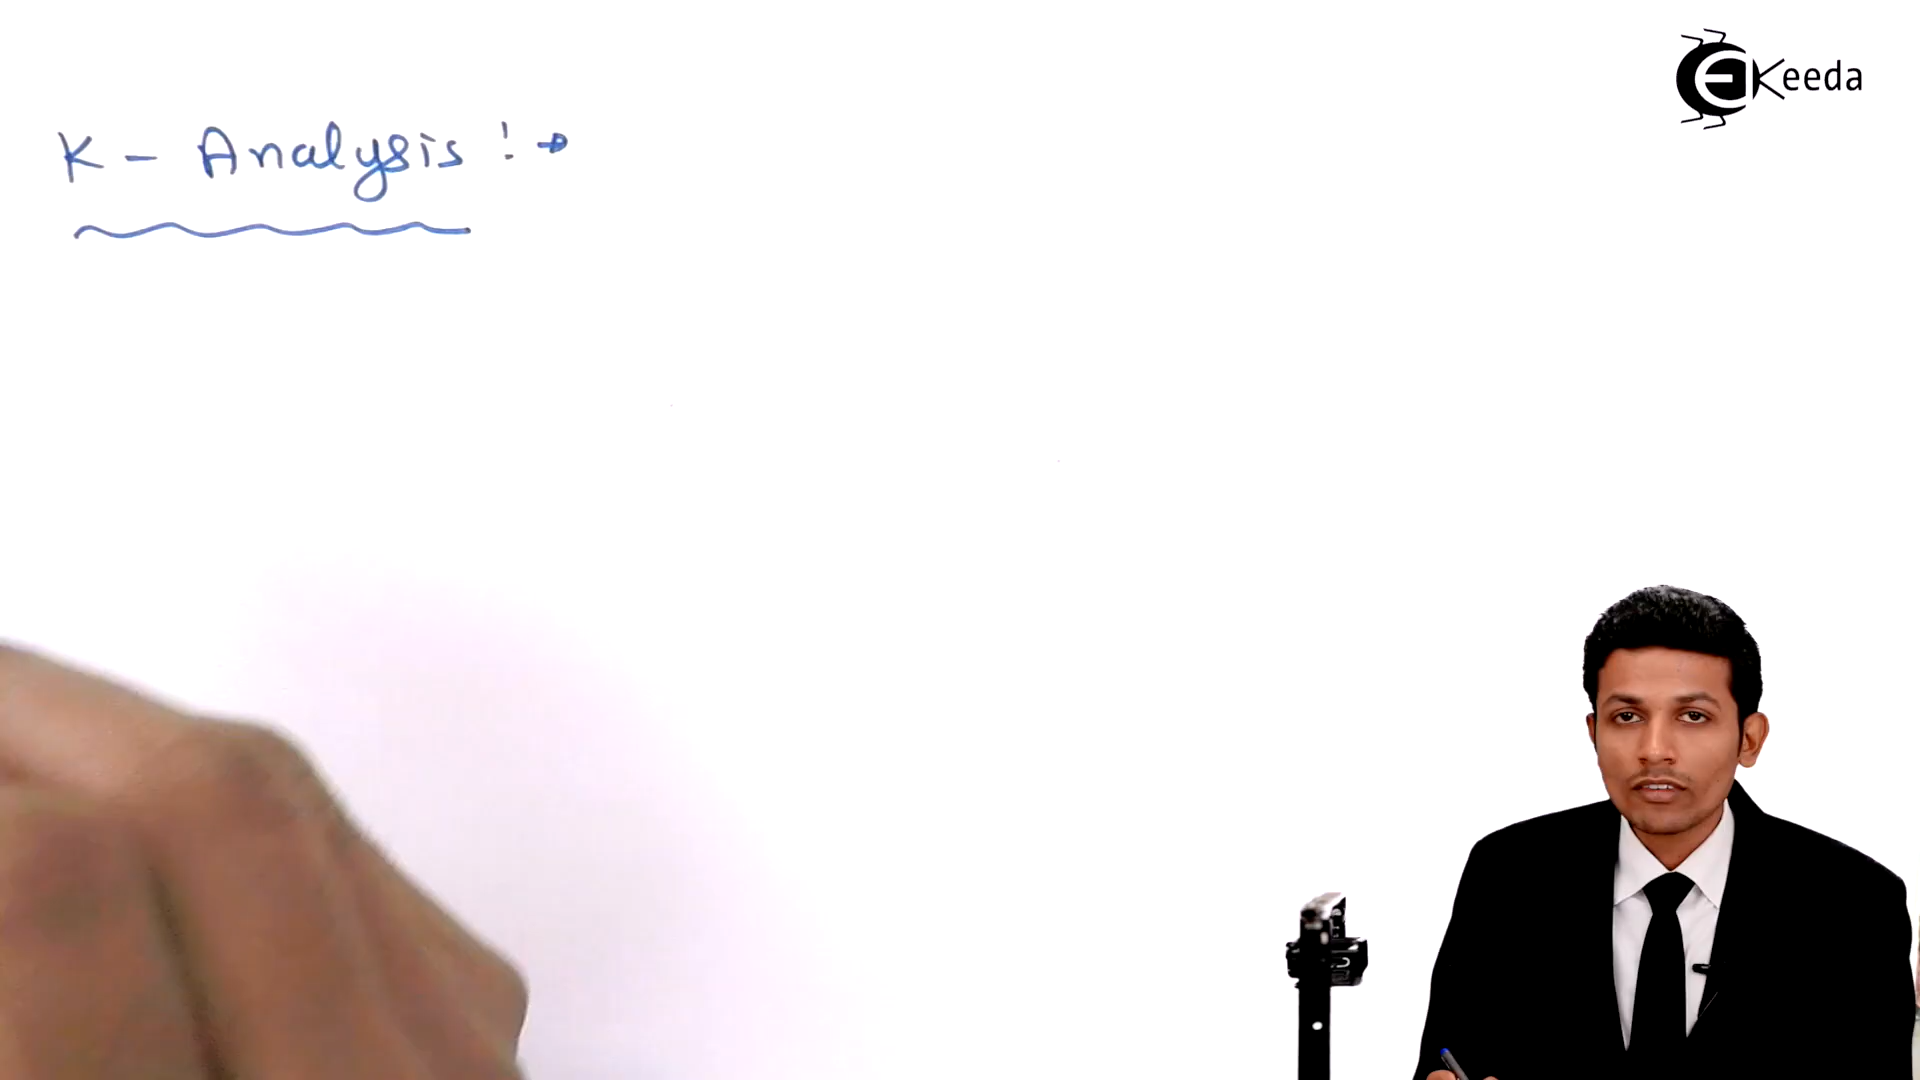 K - Analysis : →
EKeeda